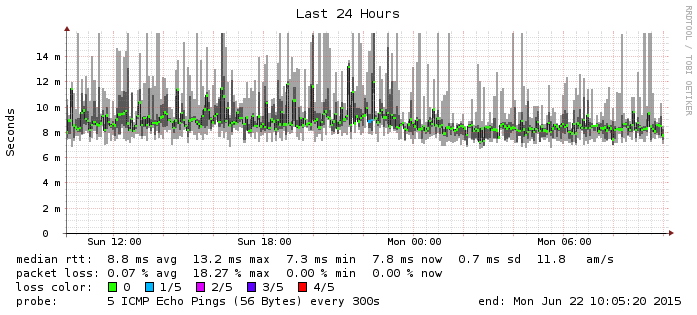 Last 24 Hours
RRDTOOL / TOBI OETIKER
Seconds
14 m
12 m
10 m
8 m
6 m
4 m
2 m
0
Sun 12:00 Sun 18:00 Mon 00:00 Mon 06:00
median rtt: 8.8 ms avg 13.2 ms max 7.3 ms min 7.8 ms now 0.7 ms sd 11.8 am/s
packet loss: 0.07 % avg 18.27 % max 0.00 % min 0.00 % now
loss color: 0 1/5 2/5 3/5 4/5
probe: 5 ICMP Echo Pings (56 Bytes) every 300s end: Mon Jun 22 10:05:20 2015